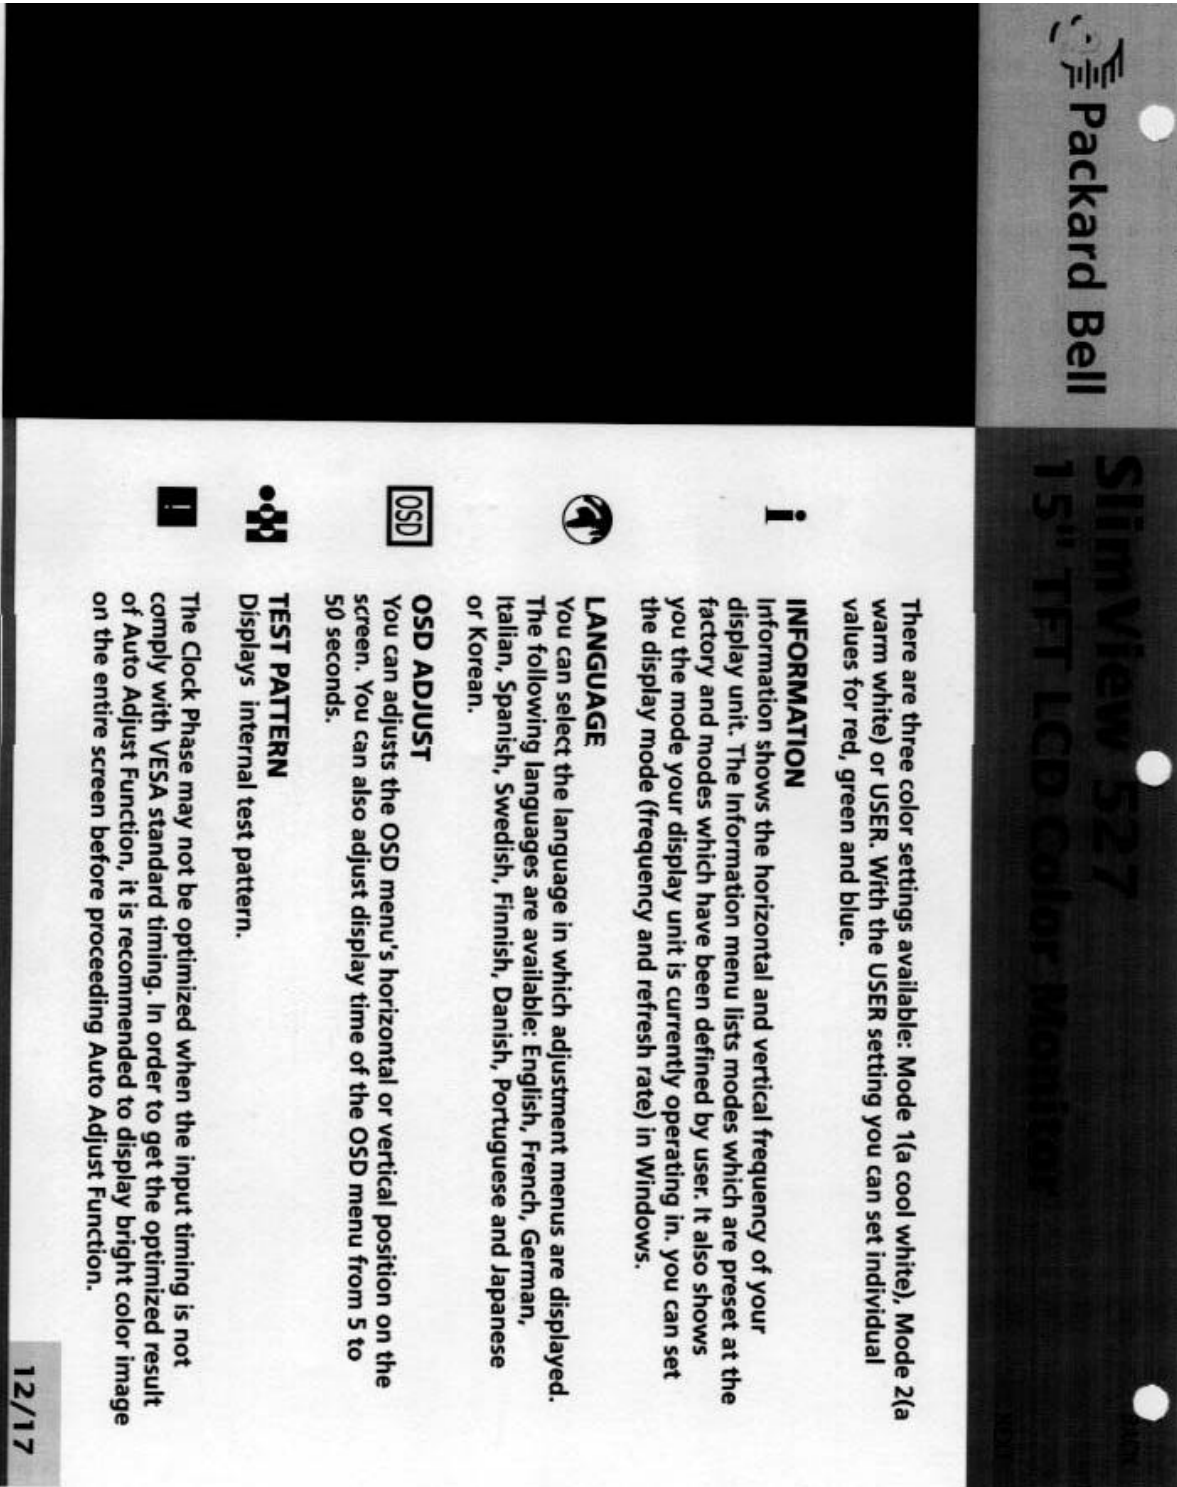 Packard Bell
SlimView 527
15" TFT LCD Color Monitor
NEXT
There are three color settings available: Mode 1(a cool white), Mode 2(a
warm white) or USER. With the USER setting you can set individual
values for red, green and blue.
i
INFORMATION
Information shows the horizontal and vertical frequency of your
display unit. The Information menu lists modes which are preset at the
factory and modes which have been defined by user. It also shows
you the mode your display unit is currently operating in. you can set
the display mode (frequency and refresh rate) in Windows.
LANGUAGE
You can select the language in which adjustment menus are displayed.
The following languages are available: English, French, German,
Italian, Spanish, Swedish, Finnish, Danish, Portuguese and Japanese
or Korean.
OSD
OSD ADJUST
You can adjusts the OSD menu's horizontal or vertical position on the
screen. You can also adjust display time of the OSD menu from 5 to
50 seconds.
TEST PATTERN
Displays internal test pattern.
!
The Clock Phase may not be optimized when the input timing is not
comply with VESA standard timing. In order to get the optimized result
of Auto Adjust Function, it is recommended to display bright color image
on the entire screen before proceeding Auto Adjust Function.
12/17